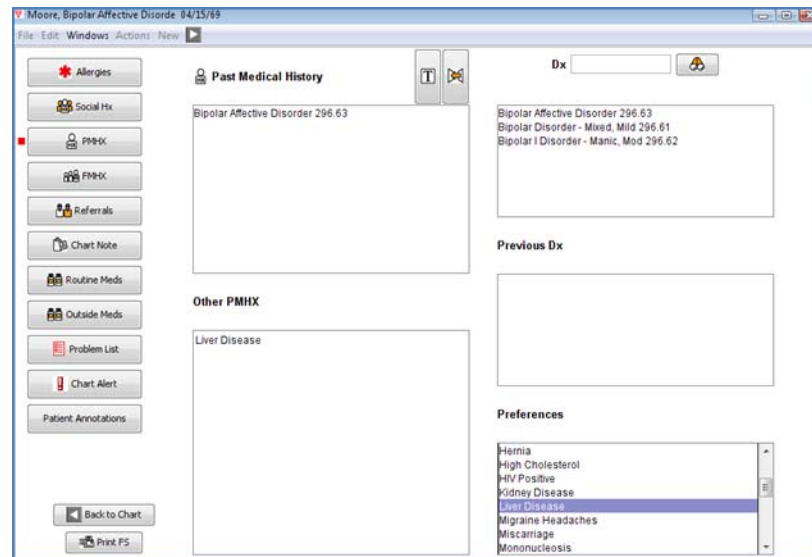 Moore, Bipolar Affective Disorde 04/15/69
File Edit Windows Actions New
Allergies
Social Hx
PMHX
FMHX
Referrals
Chart Note
Routine Meds
Outside Meds
Problem List
Chart Alert
Patient Annotations
Back to Chart
Print FS
Past Medical History
T
Bipolar Affective Disorder 296.63
Other PMHX
Liver Disease
Dx
Bipolar Affective Disorder 296.63
Bipolar Disorder - Mixed, Mild 296.61
Bipolar I Disorder - Manic, Mod 296.62
Previous Dx
Preferences
Hernia
High Cholesterol
HIV Positive
Kidney Disease
Liver Disease
Migraine Headaches
Miscarriage
Mononucleosis